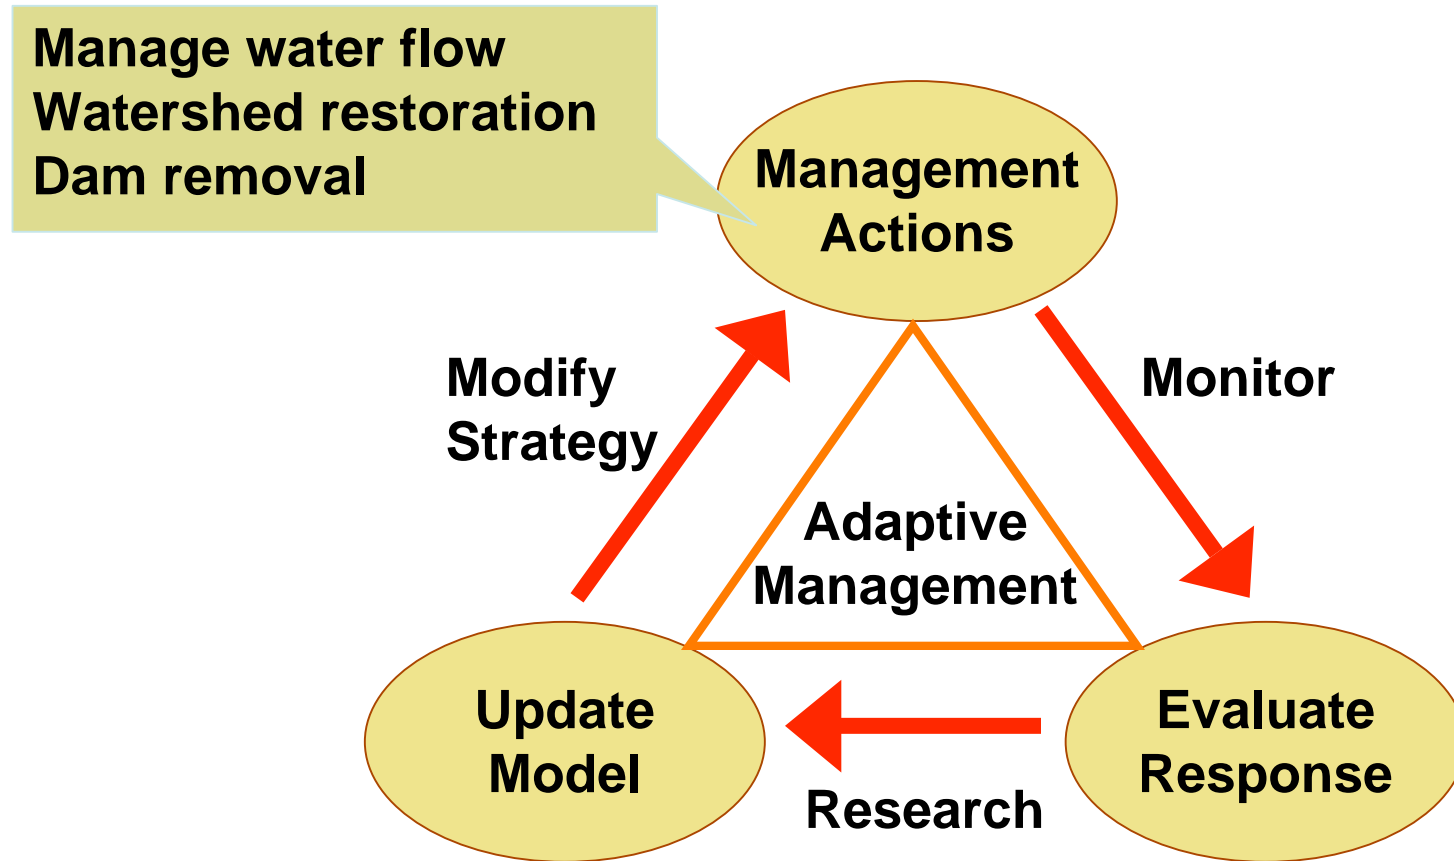 Manage water flow
Watershed restoration
Dam removal
Management
Actions
Modify
Strategy
Monitor
Adaptive
Management
Update
Model
Evaluate
Response
Research